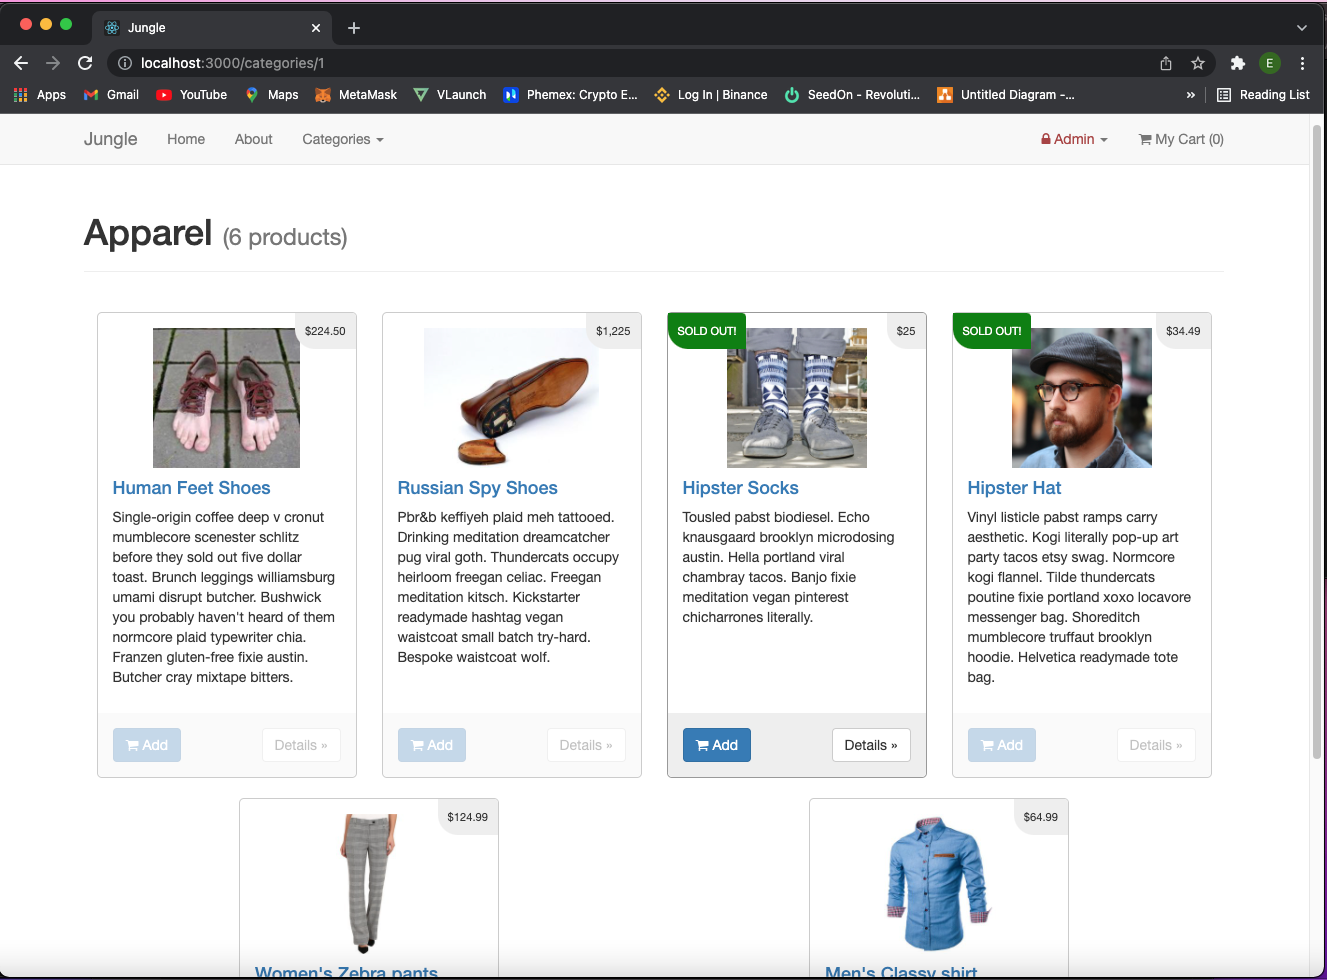 Jungle
localhost:3000/categories/1
E
Apps Gmail YouTube Maps MetaMask VLaunch Phemex: Crypto E... Log In | Binance SeedOn - Revoluti... Untitled Diagram -... » Reading List
Jungle Home About Categories Admin My Cart (0)
Apparel (6 products)
$224.50
Human Feet Shoes
Single-origin coffee deep v cronut
mumblecore scenester schlitz
before they sold out five dollar
toast. Brunch leggings williamsburg
umami disrupt butcher. Bushwick
you probably haven't heard of them
normcore plaid typewriter chia.
Franzen gluten-free fixie austin.
Butcher cray mixtape bitters.
Add Details »
$1,225
Russian Spy Shoes
Pbr&b keffiyeh plaid meh tattooed.
Drinking meditation dreamcatcher
pug viral goth. Thundercats occupy
heirloom freegan celiac. Freegan
meditation kitsch. Kickstarter
readymade hashtag vegan
waistcoat small batch try-hard.
Bespoke waistcoat wolf.
Add Details »
SOLD OUT! $25
Hipster Socks
Tousled pabst biodiesel. Echo
knausgaard brooklyn microdosing
austin. Hella portland viral
chambray tacos. Banjo fixie
meditation vegan pinterest
chicharrones literally.
Add Details »
SOLD OUT! $34.49
Hipster Hat
Vinyl listicle pabst ramps carry
aesthetic. Kogi literally pop-up art
party tacos etsy swag. Normcore
kogi flannel. Tilde thundercats
poutine fixie portland xoxo locavore
messenger bag. Shoreditch
mumblecore truffaut brooklyn
hoodie. Helvetica readymade tote
bag.
Add Details »
$124.99
Women's Zebra pants
$64.99
Men's Classy shirt